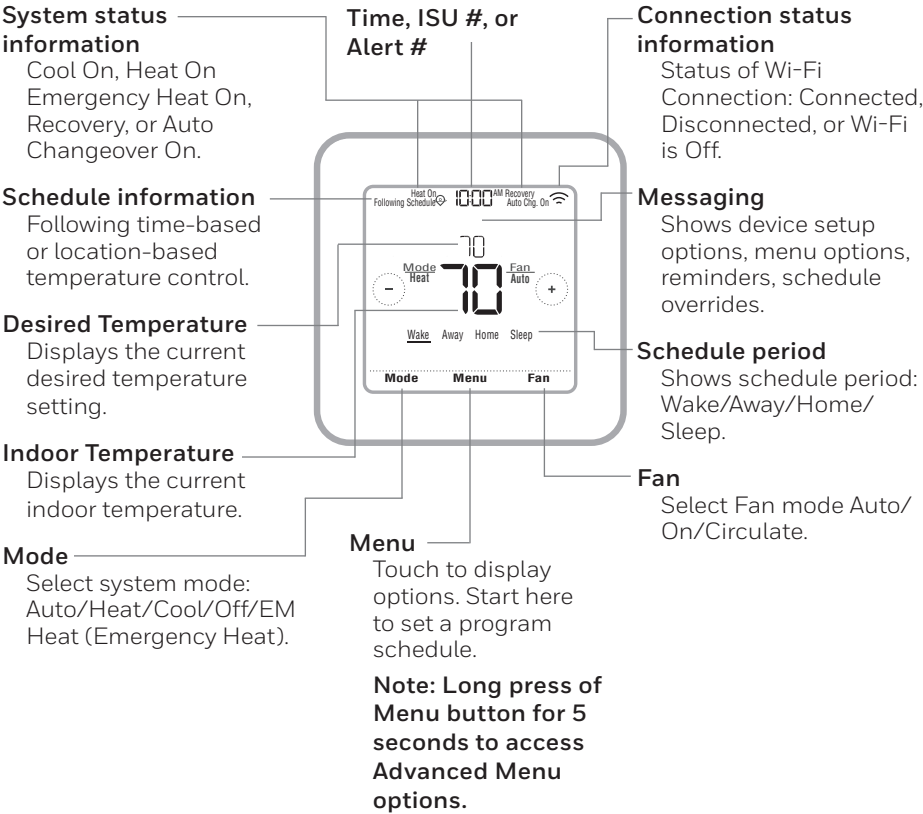 System status
information
Cool On, Heat On
Emergency Heat On,
Recovery, or Auto
Changeover On.
Schedule information
Following time-based
or location-based
temperature control.
Desired Temperature
Displays the current
desired temperature
setting.
Indoor Temperature
Displays the current
indoor temperature.
Mode
Select system mode:
Auto/Heat/Cool/Off/EM
Heat (Emergency Heat).
Time, ISU #, or
Alert #
Heat On
Following Schedule
10:00 AM
Recovery
Auto Chg. On
70
Mode
Heat
70
Fan
Auto
−
+
Wake Away Home Sleep
Mode Menu Fan
Menu
Touch to display
options. Start here
to set a program
schedule.
Note: Long press of
Menu button for 5
seconds to access
Advanced Menu
options.
Connection status
information
Status of Wi-Fi
Connection: Connected,
Disconnected, or Wi-Fi
is Off.
Messaging
Shows device setup
options, menu options,
reminders, schedule
overrides.
Schedule period
Shows schedule period:
Wake/Away/Home/
Sleep.
Fan
Select Fan mode Auto/
On/Circulate.